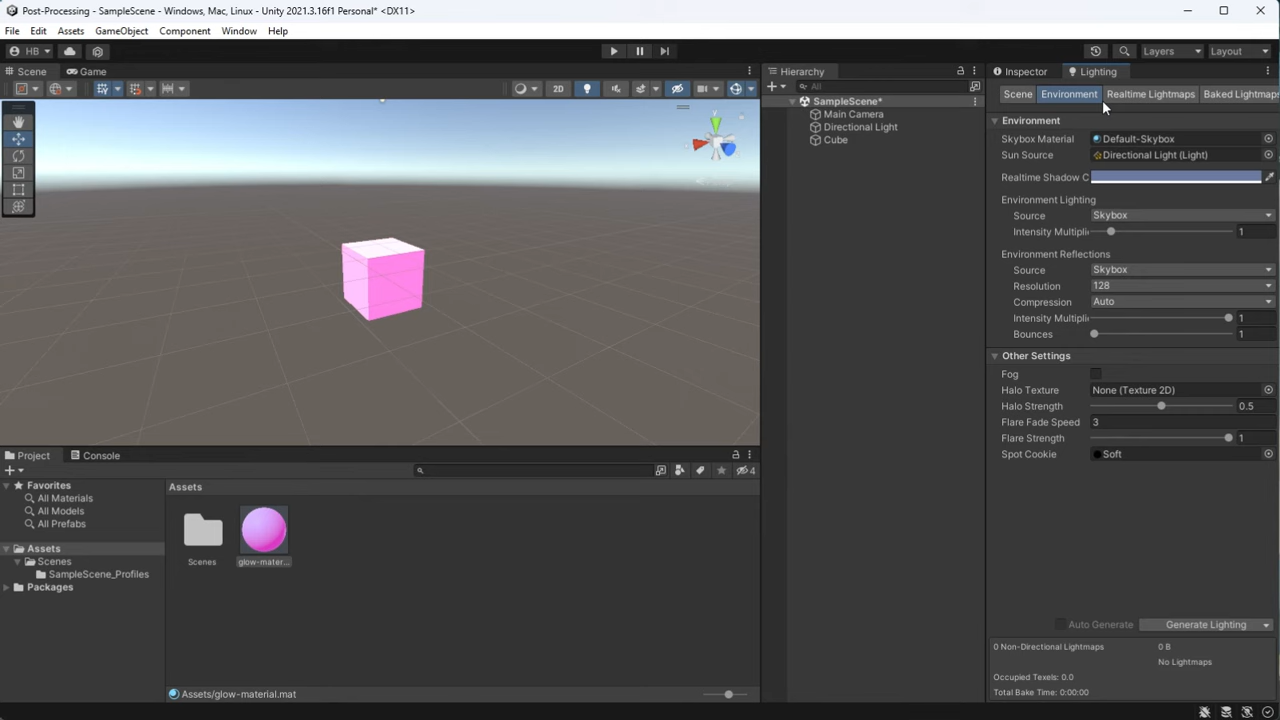 Post-Processing - SampleScene - Windows, Mac, Linux - Unity 2021.3.16f1 Personal* <DX11>
File Edit Assets GameObject Component Window Help
HB Layers Layout
Scene Game
2D
Hierarchy
All
SampleScene*
Main Camera
Directional Light
Cube
Inspector Lighting
Scene Environment Realtime Lightmaps Baked Lightmaps
Environment
Skybox Material Default-Skybox
Sun Source Directional Light (Light)
Realtime Shadow C
Environment Lighting
Source Skybox
Intensity Multipli 1
Environment Reflections
Source Skybox
Resolution 128
Compression Auto
Intensity Multipli 1
Bounces 1
Other Settings
Fog
Halo Texture None (Texture 2D)
Halo Strength 0.5
Flare Fade Speed 3
Flare Strength 1
Spot Cookie Soft
Auto Generate Generate Lighting
0 Non-Directional Lightmaps 0 B
No Lightmaps
Occupied Texels: 0.0
Total Bake Time: 0:00:00
Project Console
4
Favorites
All Materials
All Models
All Prefabs
Assets
Scenes
SampleScene_Profiles
Packages
Assets
Scenes glow-mater...
Assets/glow-material.mat